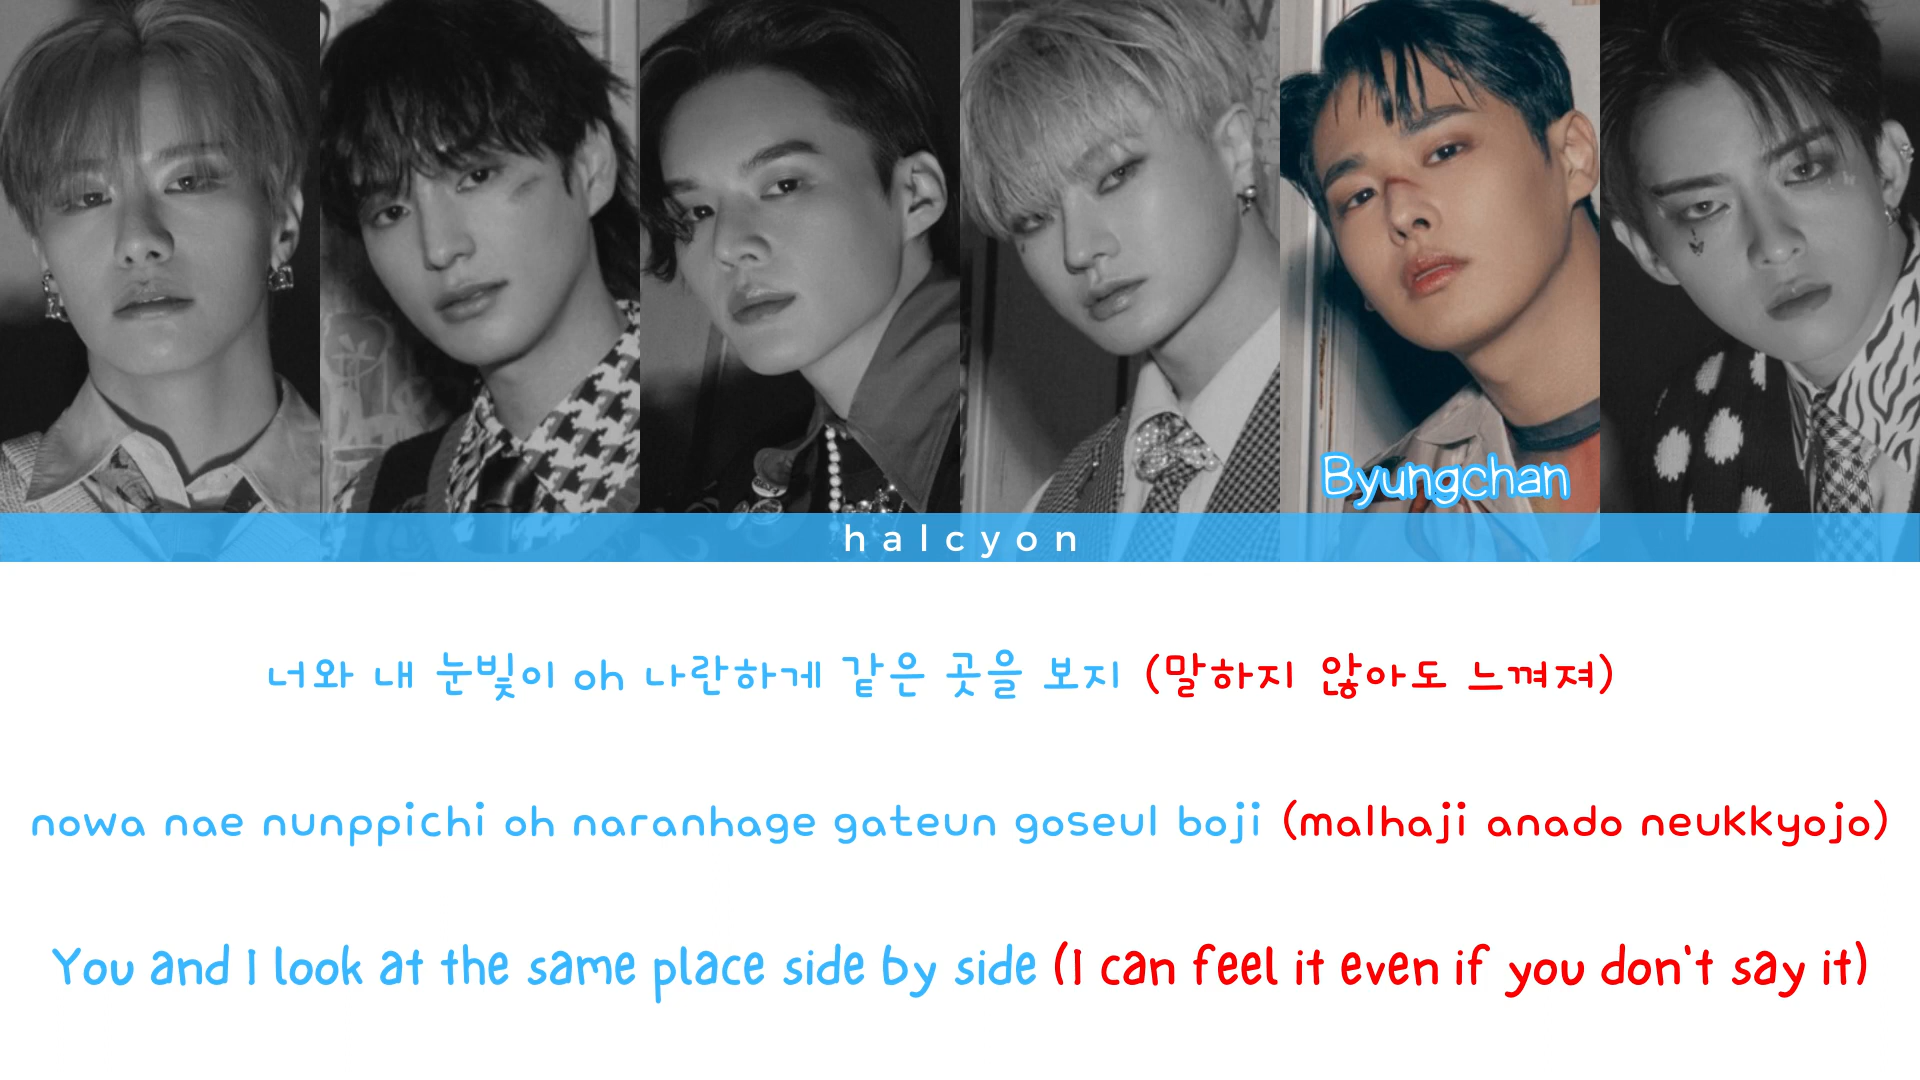 Byungchan
halcyon
너와 내 눈빛이 oh 나란하게 같은 곳을 보지 (말하지 않아도 느껴져)
nowa nae nunppichi oh naranhage gateun goseul boji (malhaji anado neukkyojo)
You and I look at the same place side by side (I can feel it even if you don't say it)